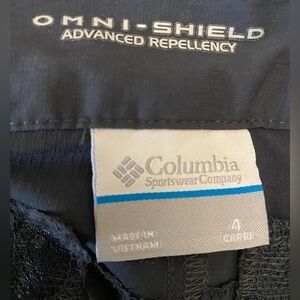 OMNI-SHIELD
ADVANCED REPELLENCY
Columbia
Sportswear Company
MADE IN
VIETNAM
4
CAPRI